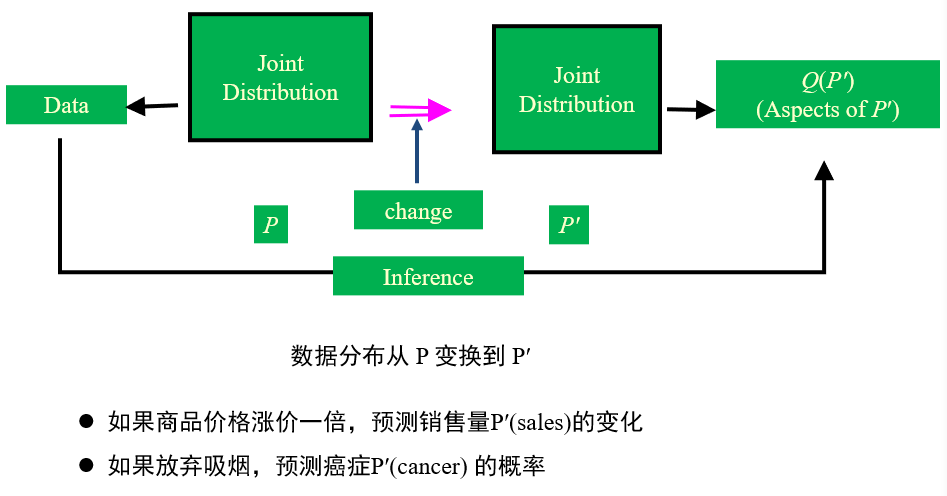 Joint
Distribution
Joint
Distribution
Data
Q(P′)
(Aspects of P′)
change
P
P′
Inference
数据分布从 P 变换到 P′
● 如果商品价格涨价一倍，预测销售量P′(sales)的变化
● 如果放弃吸烟，预测癌症P′(cancer) 的概率